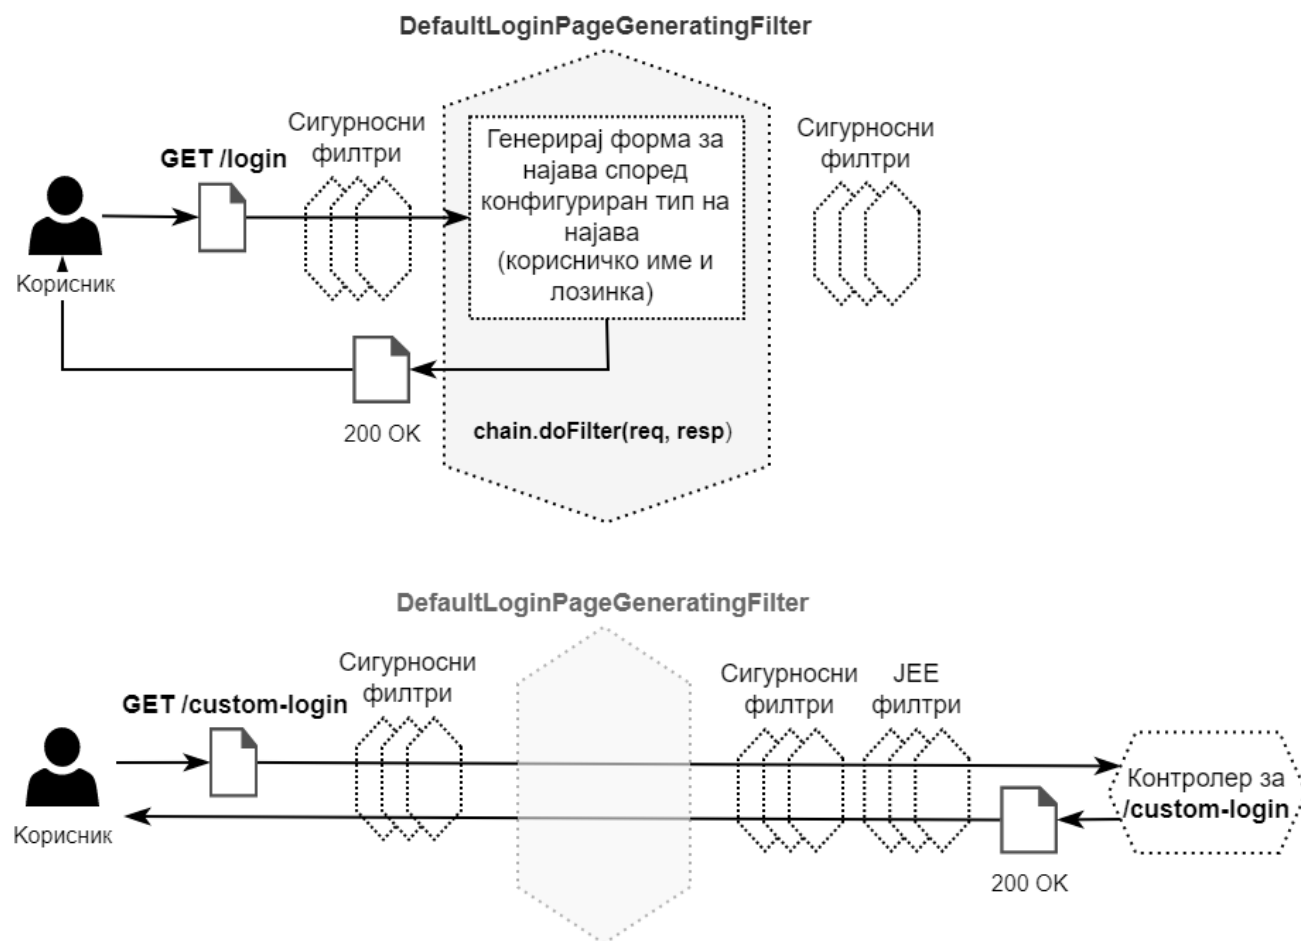 DefaultLoginPageGeneratingFilter
Сигурносни
филтри
GET /login
Генерирај форма за
најава според
конфигуриран тип на
најава
(корисничко име и
лозинка)
Сигурносни
филтри
Корисник
200 OK
chain.doFilter(req, resp)
DefaultLoginPageGeneratingFilter
Сигурносни
филтри
GET /custom-login
Сигурносни
филтри
JEE
филтри
Контролер за
/custom-login
Корисник
200 OK